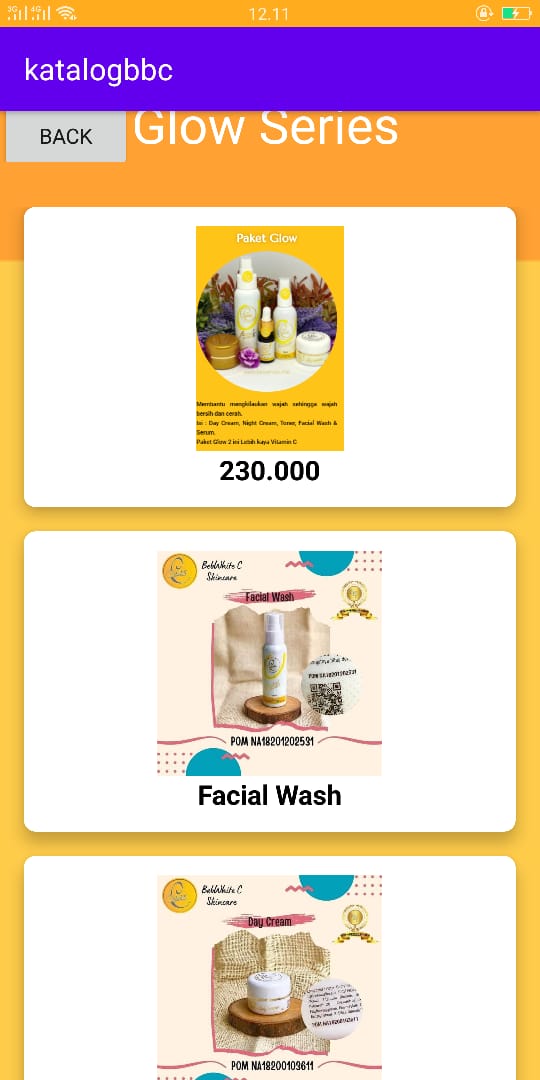 3G 4G 12.11
katalogbbc
BACK
Glow Series
Paket Glow
Membantu mengkilaukan wajah sehingga wajah
bersih dan cerah.
Isi : Day Cream, Night Cream, Toner, Facial Wash &
Serum.
Paket Glow 2 ini Lebih kaya Vitamin C
230.000
BebWhite C
Skincare
Facial Wash
POM NA18201202531
POM NA18201202531
Facial Wash
BebWhite C
Skincare
Day Cream
POM NA18200103611